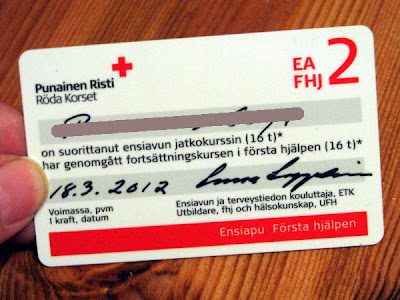 Punainen Risti
Röda Korset
EA
FHJ 2
on suorittanut ensiavun jatkokurssin (16 t)*
har genomgått fortsättningskursen i första hjälpen (16 t)*
18.3. 2012
Voimassa, pvm
I kraft, datum
Ensiavun ja terveystiedon kouluttaja, ETK
Utbildare, fhj och hälsokunskap, UFH
Ensiapu Första hjälpen